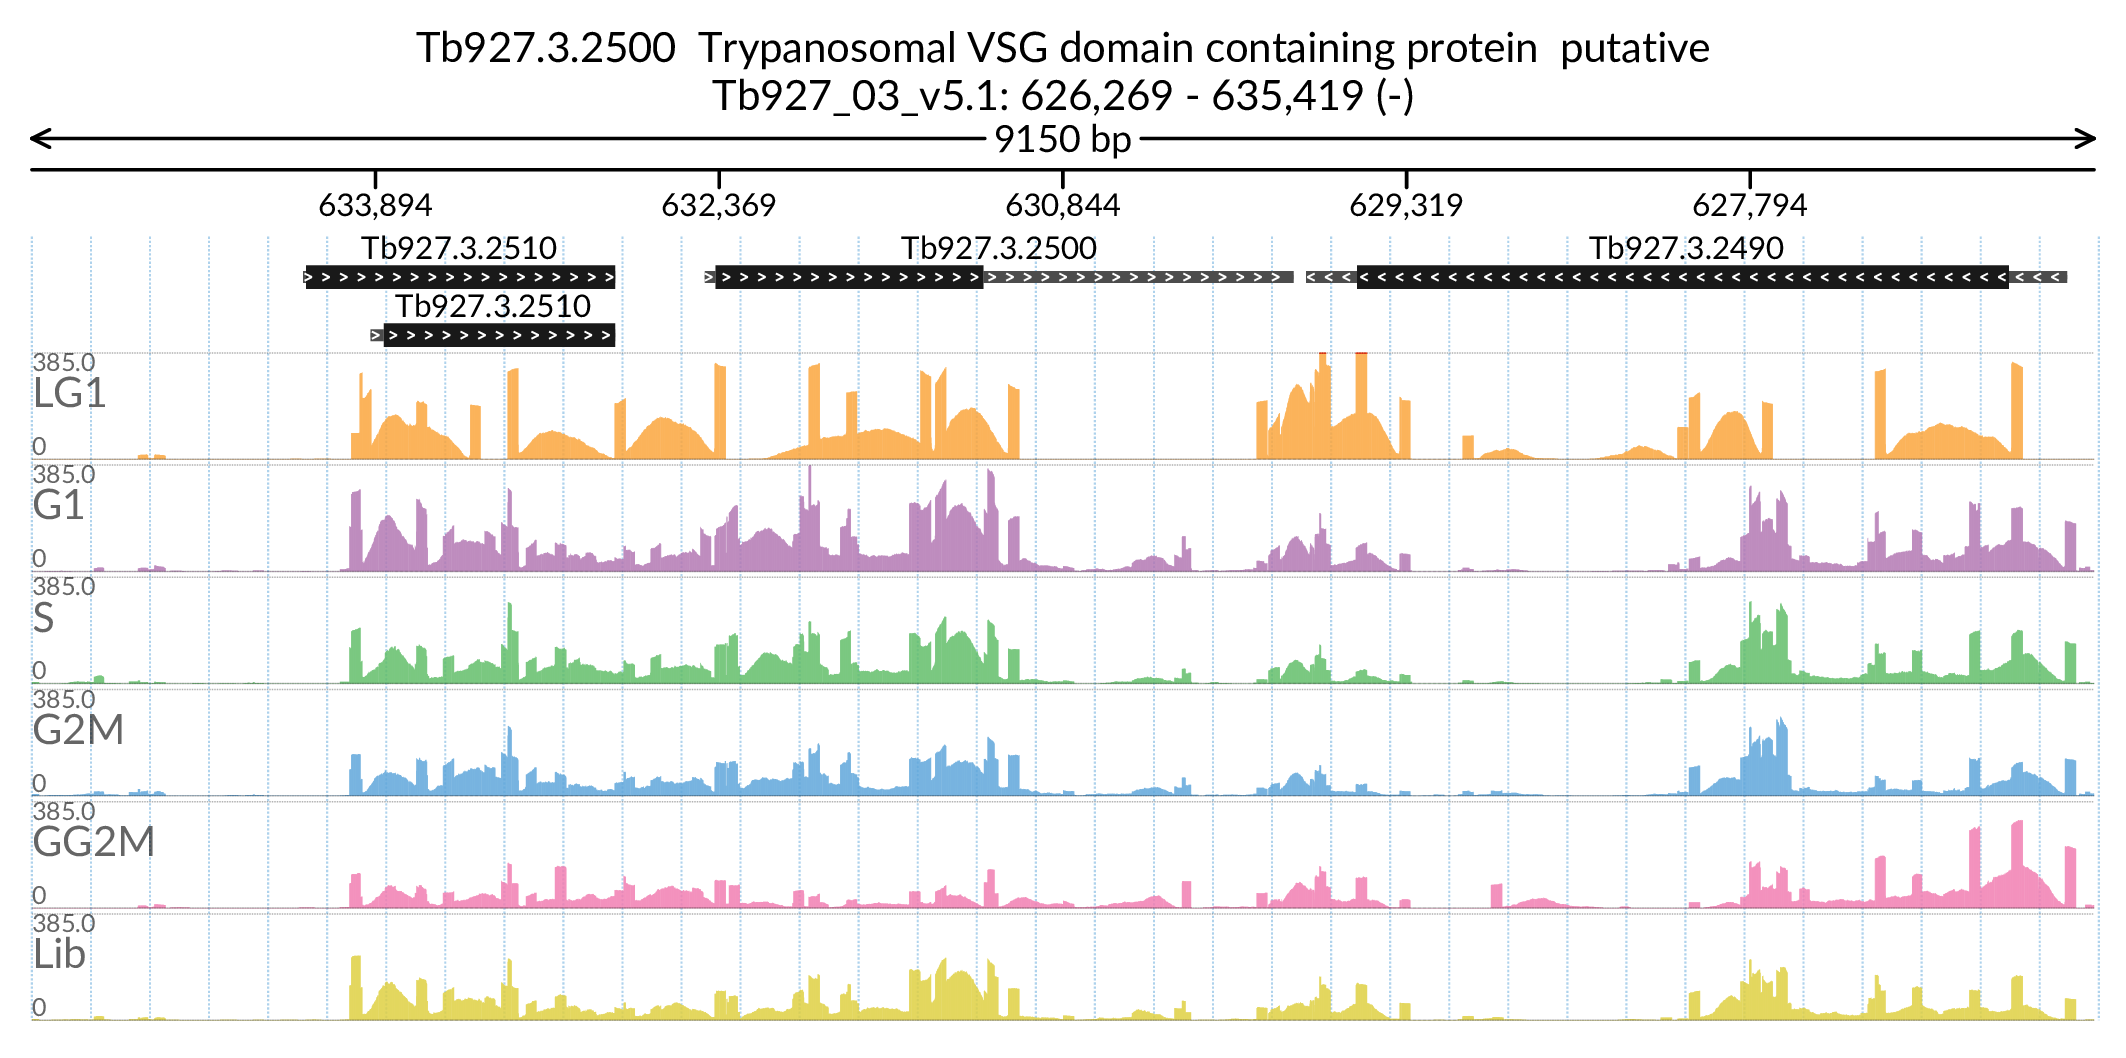 Tb927.3.2500  Trypanosomal VSG domain containing protein  putative
Tb927_03_v5.1: 626,269 - 635,419 (-)
9150 bp
633,894 632,369 630,844 629,319 627,794
Tb927.3.2510 Tb927.3.2500 Tb927.3.2490
Tb927.3.2510
385.0
LG1
0
385.0
G1
0
385.0
S
0
385.0
G2M
0
385.0
GG2M
0
385.0
Lib
0